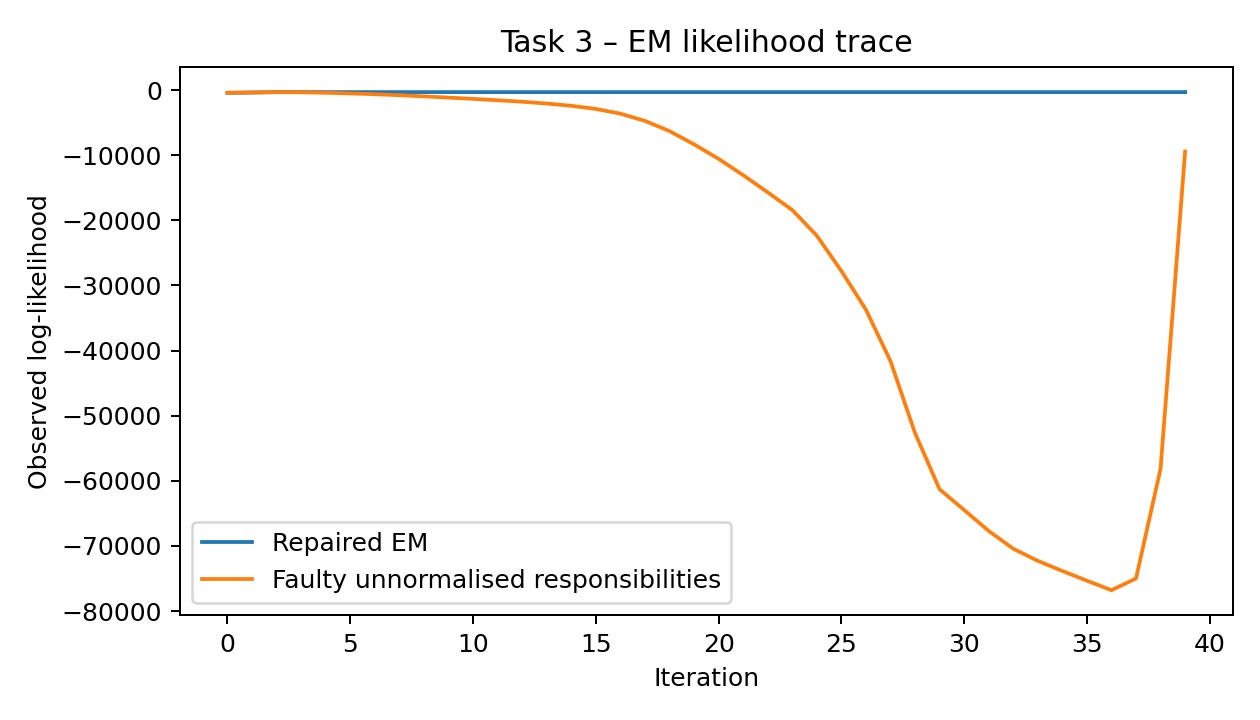 Task 3 – EM likelihood trace
Observed log-likelihood
0
−10000
−20000
−30000
−40000
−50000
−60000
−70000
−80000
Repaired EM
Faulty unnormalised responsibilities
0 5 10 15 20 25 30 35 40
Iteration